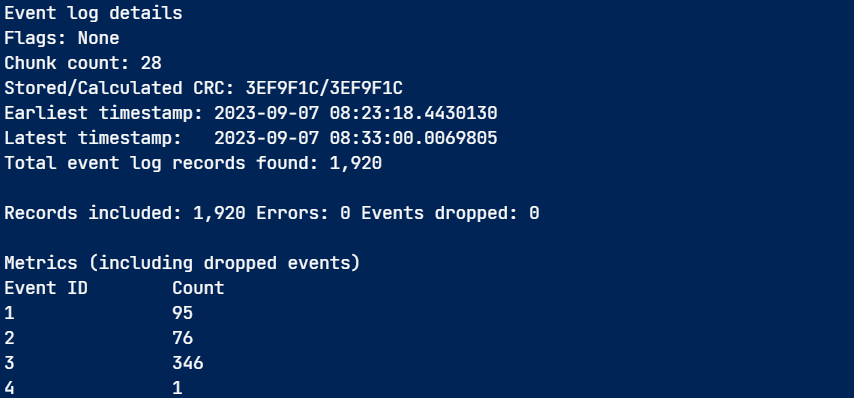 Event log details
Flags: None
Chunk count: 28
Stored/Calculated CRC: 3EF9F1C/3EF9F1C
Earliest timestamp: 2023-09-07 08:23:18.4430130
Latest timestamp:   2023-09-07 08:33:00.0069805
Total event log records found: 1,920

Records included: 1,920 Errors: 0 Events dropped: 0

Metrics (including dropped events)
Event ID        Count
1               95
2               76
3               346
4               1